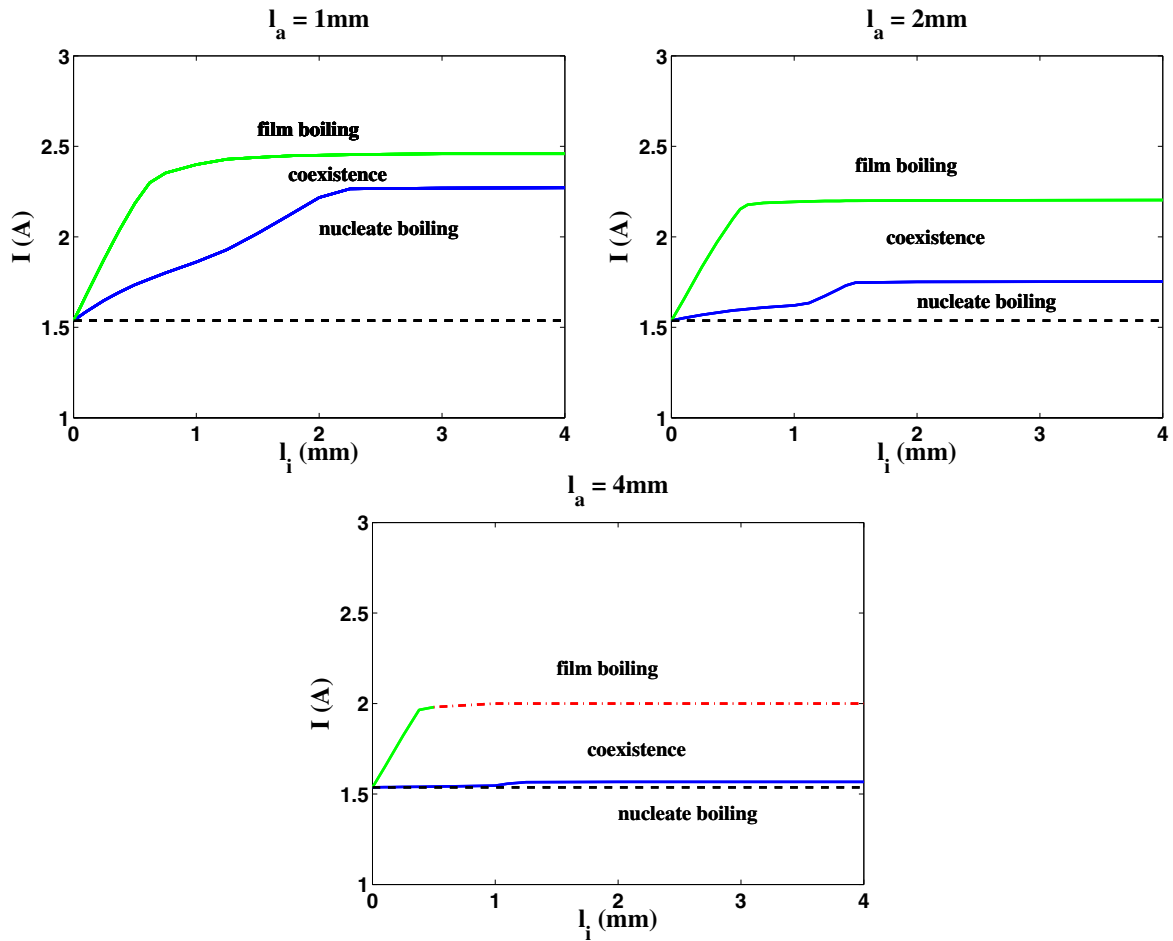 l_a = 1mm
3
2.5
2
1.5
1
I (A)
film boiling
coexistence
nucleate boiling
0
1
2
3
4
l_i (mm)
l_a = 2mm
3
2.5
2
1.5
1
I (A)
film boiling
coexistence
nucleate boiling
0
1
2
3
4
l_i (mm)
l_a = 4mm
3
2.5
2
1.5
1
I (A)
film boiling
coexistence
nucleate boiling
0
1
2
3
4
l_i (mm)